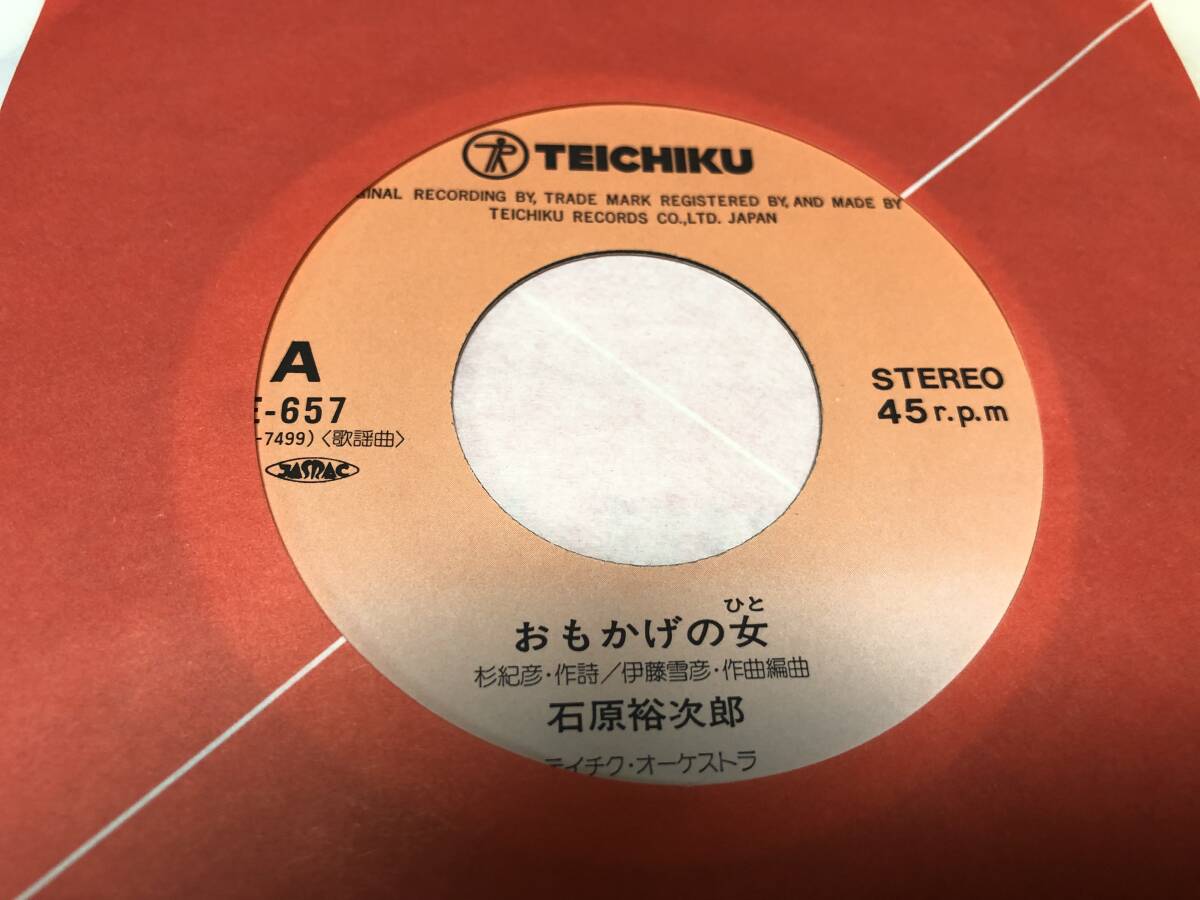 TEICHIKU
INAL RECORDING BY, TRADE MARK REGISTERED BY, AND MADE BY
TEICHIKU RECORDS CO.,LTD. JAPAN
A
E-657
-7499)〈歌謡曲〉
JASRAC
STEREO
45 r.p.m
ひと
おもかげの女
杉紀彦・作詩/伊藤雪彦・作曲編曲
石原裕次郎
テイチク・オーケストラ